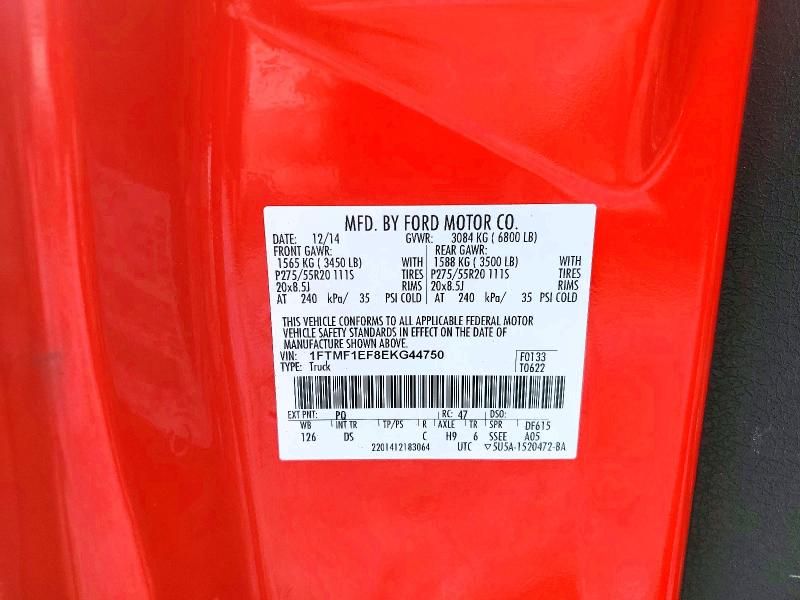 MFD. BY FORD MOTOR CO.
DATE: 12/14 GVWR: 3084 KG ( 6800 LB)
FRONT GAWR: REAR GAWR:
1565 KG ( 3450 LB) WITH 1588 KG ( 3500 LB) WITH
P275/55R20 111S TIRES P275/55R20 111S TIRES
20x8.5J RIMS 20x8.5J RIMS
AT 240 kPa/ 35 PSI COLD AT 240 kPa/ 35 PSI COLD
THIS VEHICLE CONFORMS TO ALL APPLICABLE FEDERAL MOTOR
VEHICLE SAFETY STANDARDS IN EFFECT ON THE DATE OF
MANUFACTURE SHOWN ABOVE.
VIN: 1FTMF1EF8EKG44750 F0133
TYPE: Truck T0622
EXT PNT: PQ RC: 47 DSO:
WB INT TR TP/PS R AXLE TR SPR DF615
126 DS C H9 6 SSEE A05
2201412183064 UTC ▽5U5A-1520472-BA